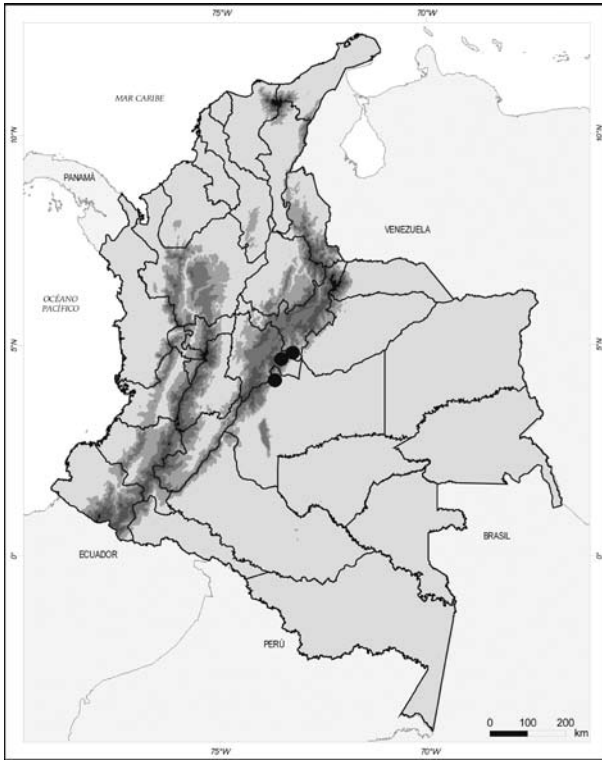 75°W
70°W
MAR CARIBE
10°N
10°N
PANAMÁ
VENEZUELA
OCÉANO
PACÍFICO
5°N
5°N
BRASIL
ECUADOR
0°
0°
PERÚ
0 100 200
km
75°W
70°W